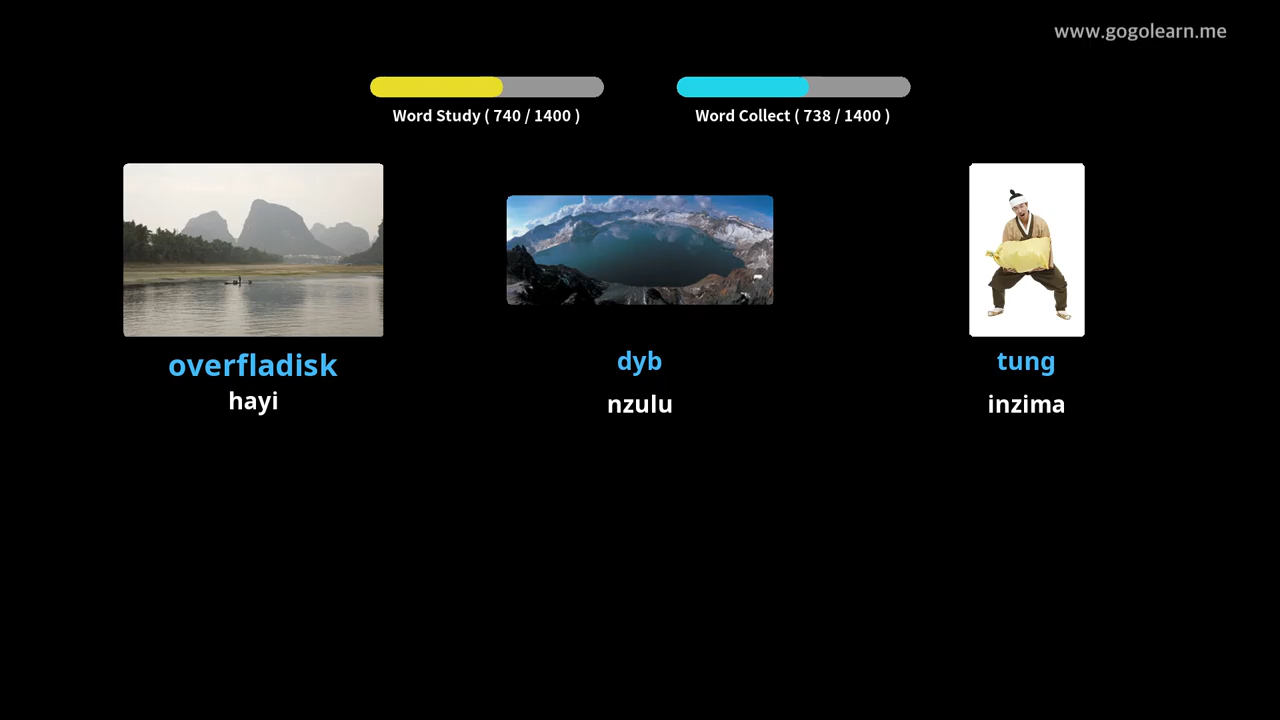 www.gogolearn.me
Word Study ( 740 / 1400 )
Word Collect ( 738 / 1400 )
overfladisk
hayi
dyb
nzulu
tung
inzima